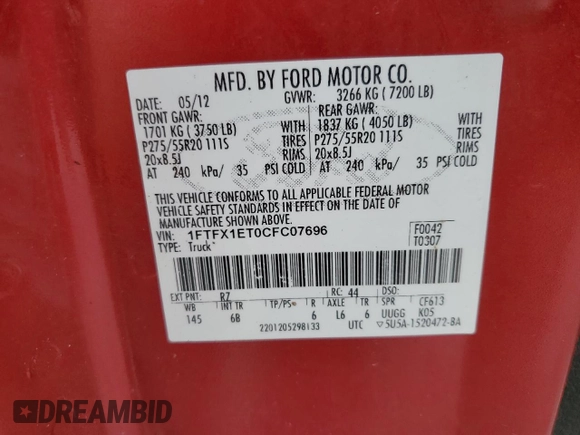 MFD. BY FORD MOTOR CO.
DATE: 05/12 GVWR: 3266 KG ( 7200 LB)
FRONT GAWR: REAR GAWR:
1701 KG ( 3750 LB) WITH 1837 KG ( 4050 LB) WITH
P275/55R20 111S TIRES P275/55R20 111S TIRES
20x8.5J RIMS 20x8.5J RIMS
AT 240 kPa/ 35 PSI COLD AT 240 kPa/ 35 PSI COLD
THIS VEHICLE CONFORMS TO ALL APPLICABLE FEDERAL MOTOR
VEHICLE SAFETY STANDARDS IN EFFECT ON THE DATE OF
MANUFACTURE SHOWN ABOVE.
VIN: 1FTFX1ET0CFC07696 F0042
TYPE: Truck T0307
EXT PNT: RZ RC: 44 DSO:
WB INT TR TP/PS R AXLE TR SPR CF613
145 6B 6 L6 6 UUGG K05
2201205298133 UTC 5U5A-1520472-BA
DREAMBID